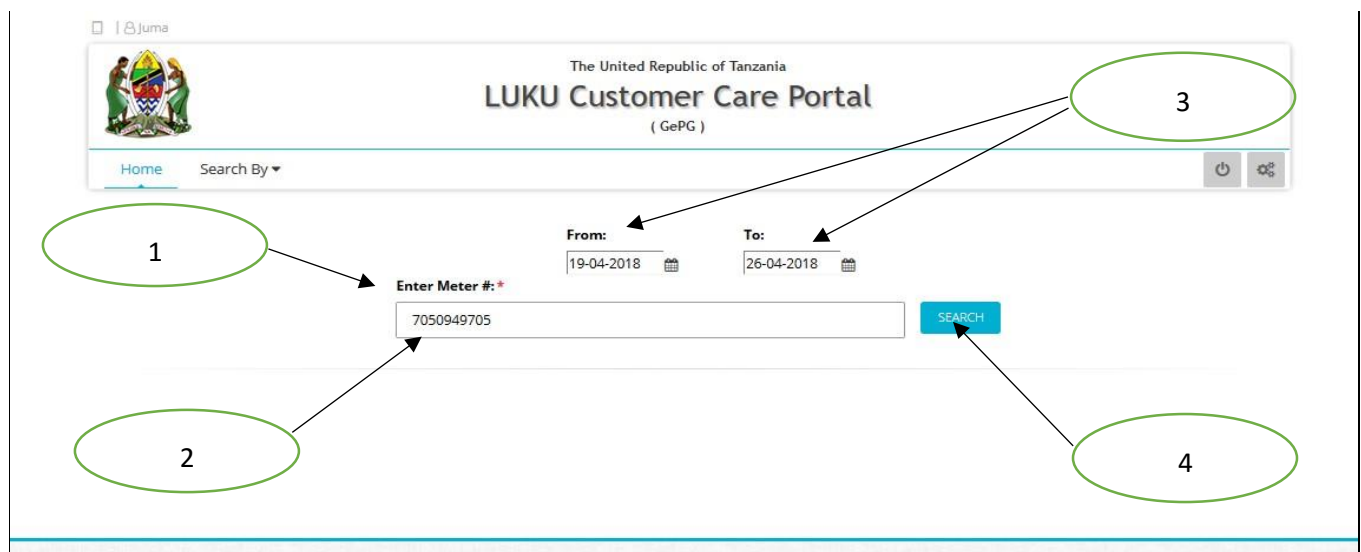 | Juma
The United Republic of Tanzania
LUKU Customer Care Portal
( GePG )
3
Home Search By
1
From: To:
19-04-2018 26-04-2018
Enter Meter #:*
7050949705 SEARCH
2
4